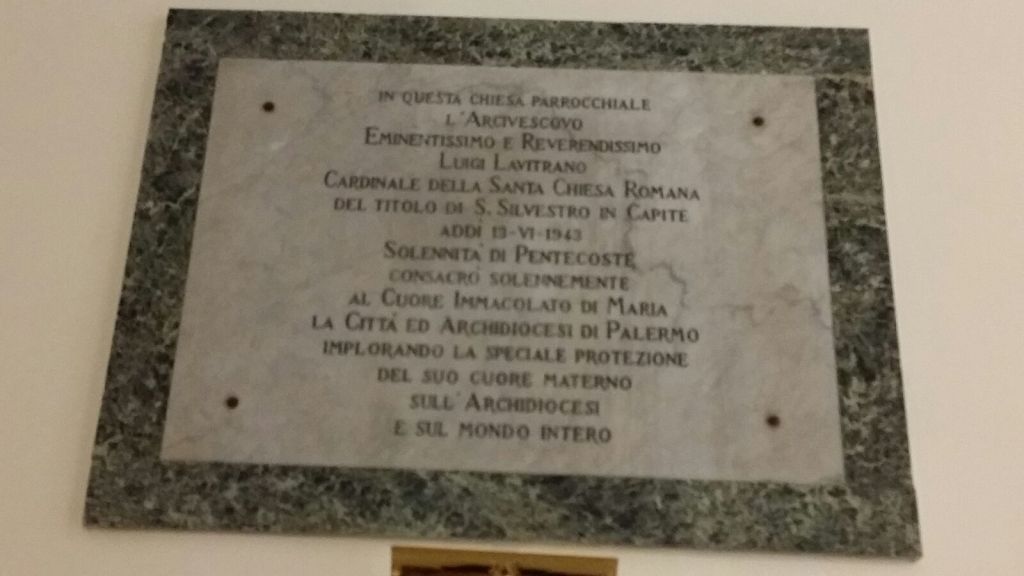 IN QUESTA CHIESA PARROCCHIALE
L'ARCIVESCOVO
EMINENTISSIMO E REVERENDISSIMO
LUIGI LAVITRANO
CARDINALE DELLA SANTA CHIESA ROMANA
DEL TITOLO DI S. SILVESTRO IN CAPITE
ADDÌ 13-VI-1943
SOLENNITÀ DI PENTECOSTE
CONSACRÒ SOLENNEMENTE
AL CUORE IMMACOLATO DI MARIA
LA CITTÀ ED ARCHIDIOCESI DI PALERMO
IMPLORANDO LA SPECIALE PROTEZIONE
DEL SUO CUORE MATERNO
SULL'ARCHIDIOCESI
E SUL MONDO INTERO